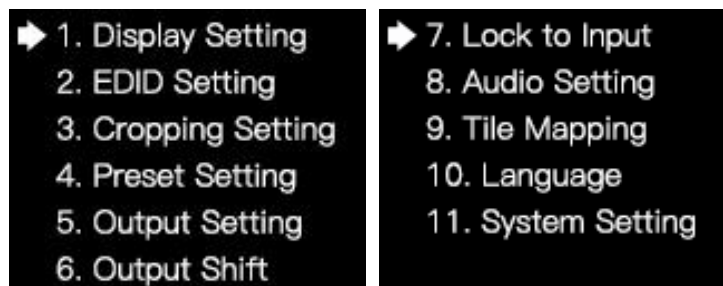 1. Display Setting
2. EDID Setting
3. Cropping Setting
4. Preset Setting
5. Output Setting
6. Output Shift
7. Lock to Input
8. Audio Setting
9. Tile Mapping
10. Language
11. System Setting